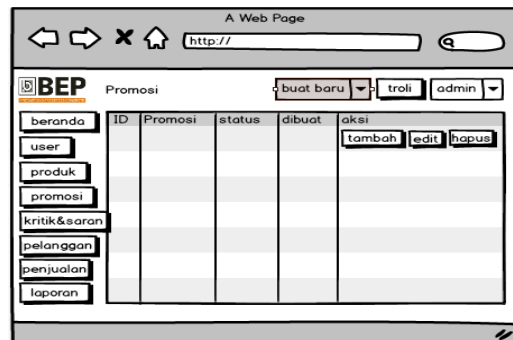 A Web Page
http://
BEP Promosi buat baru troli admin
beranda
user
produk
promosi
kritik&saran
pelanggan
penjualan
laporan
ID Promosi status dibuat aksi
tambah edit hapus